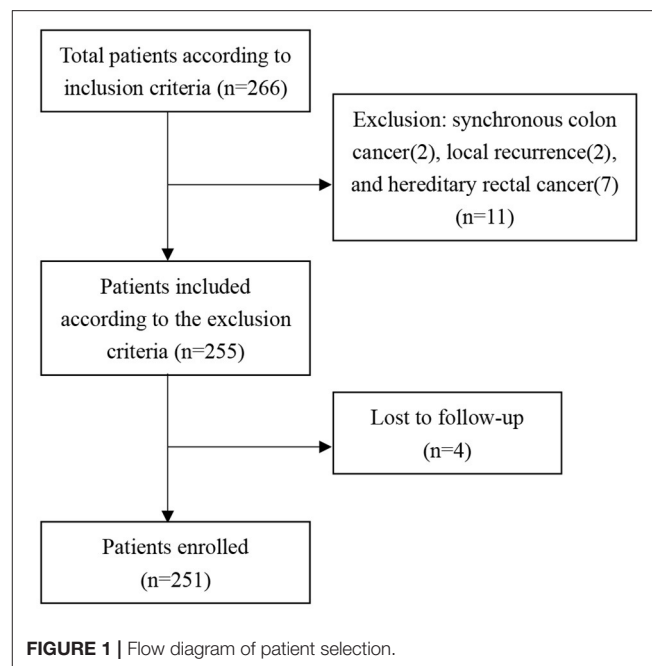 Total patients according to
inclusion criteria (n=266)
Exclusion: synchronous colon
cancer(2), local recurrence(2),
and hereditary rectal cancer(7)
(n=11)
Patients included
according to the exclusion
criteria (n=255)
Lost to follow-up
(n=4)
Patients enrolled
(n=251)
FIGURE 1 | Flow diagram of patient selection.